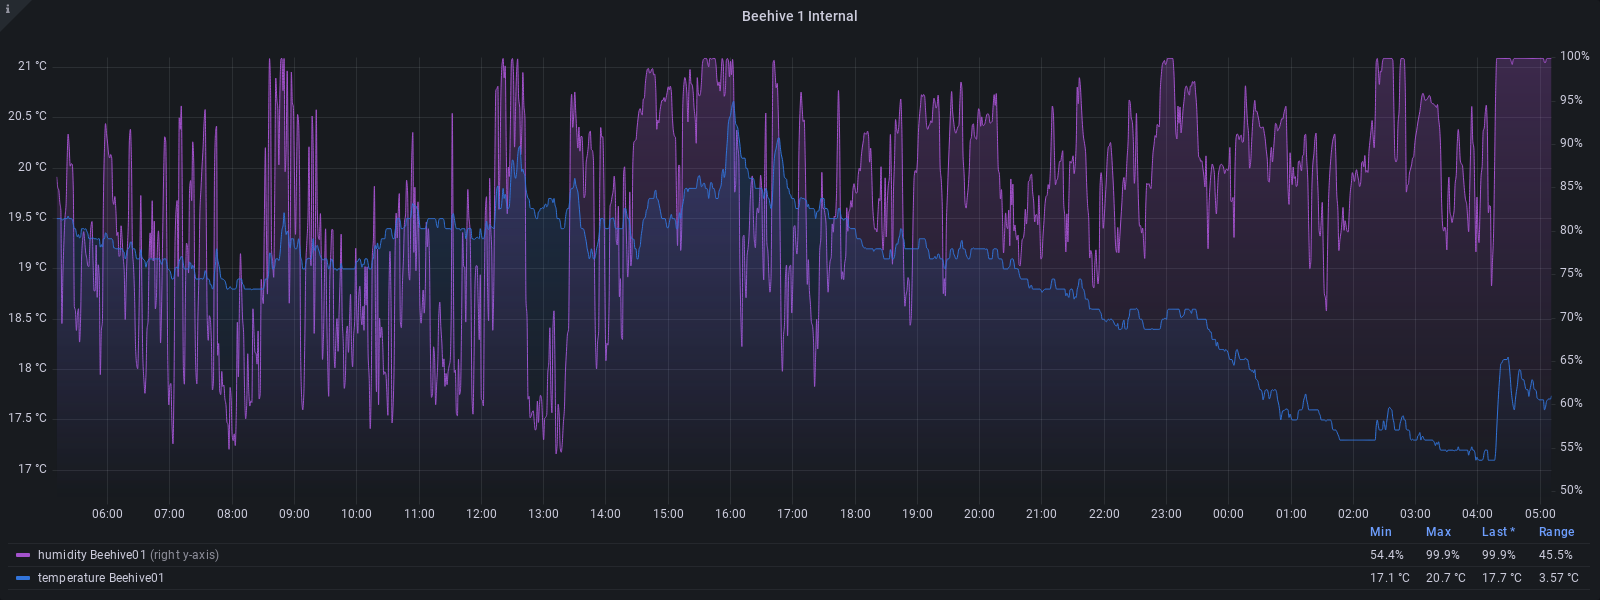 i
Beehive 1 Internal
21 °C
20.5 °C
20 °C
19.5 °C
19 °C
18.5 °C
18 °C
17.5 °C
17 °C
100%
95%
90%
85%
80%
75%
70%
65%
60%
55%
50%
06:00 07:00 08:00 09:00 10:00 11:00 12:00 13:00 14:00 15:00 16:00 17:00 18:00 19:00 20:00 21:00 22:00 23:00 00:00 01:00 02:00 03:00 04:00 05:00
Min Max Last * Range
humidity Beehive01 (right y-axis) 54.4% 99.9% 99.9% 45.5%
temperature Beehive01 17.1 °C 20.7 °C 17.7 °C 3.57 °C